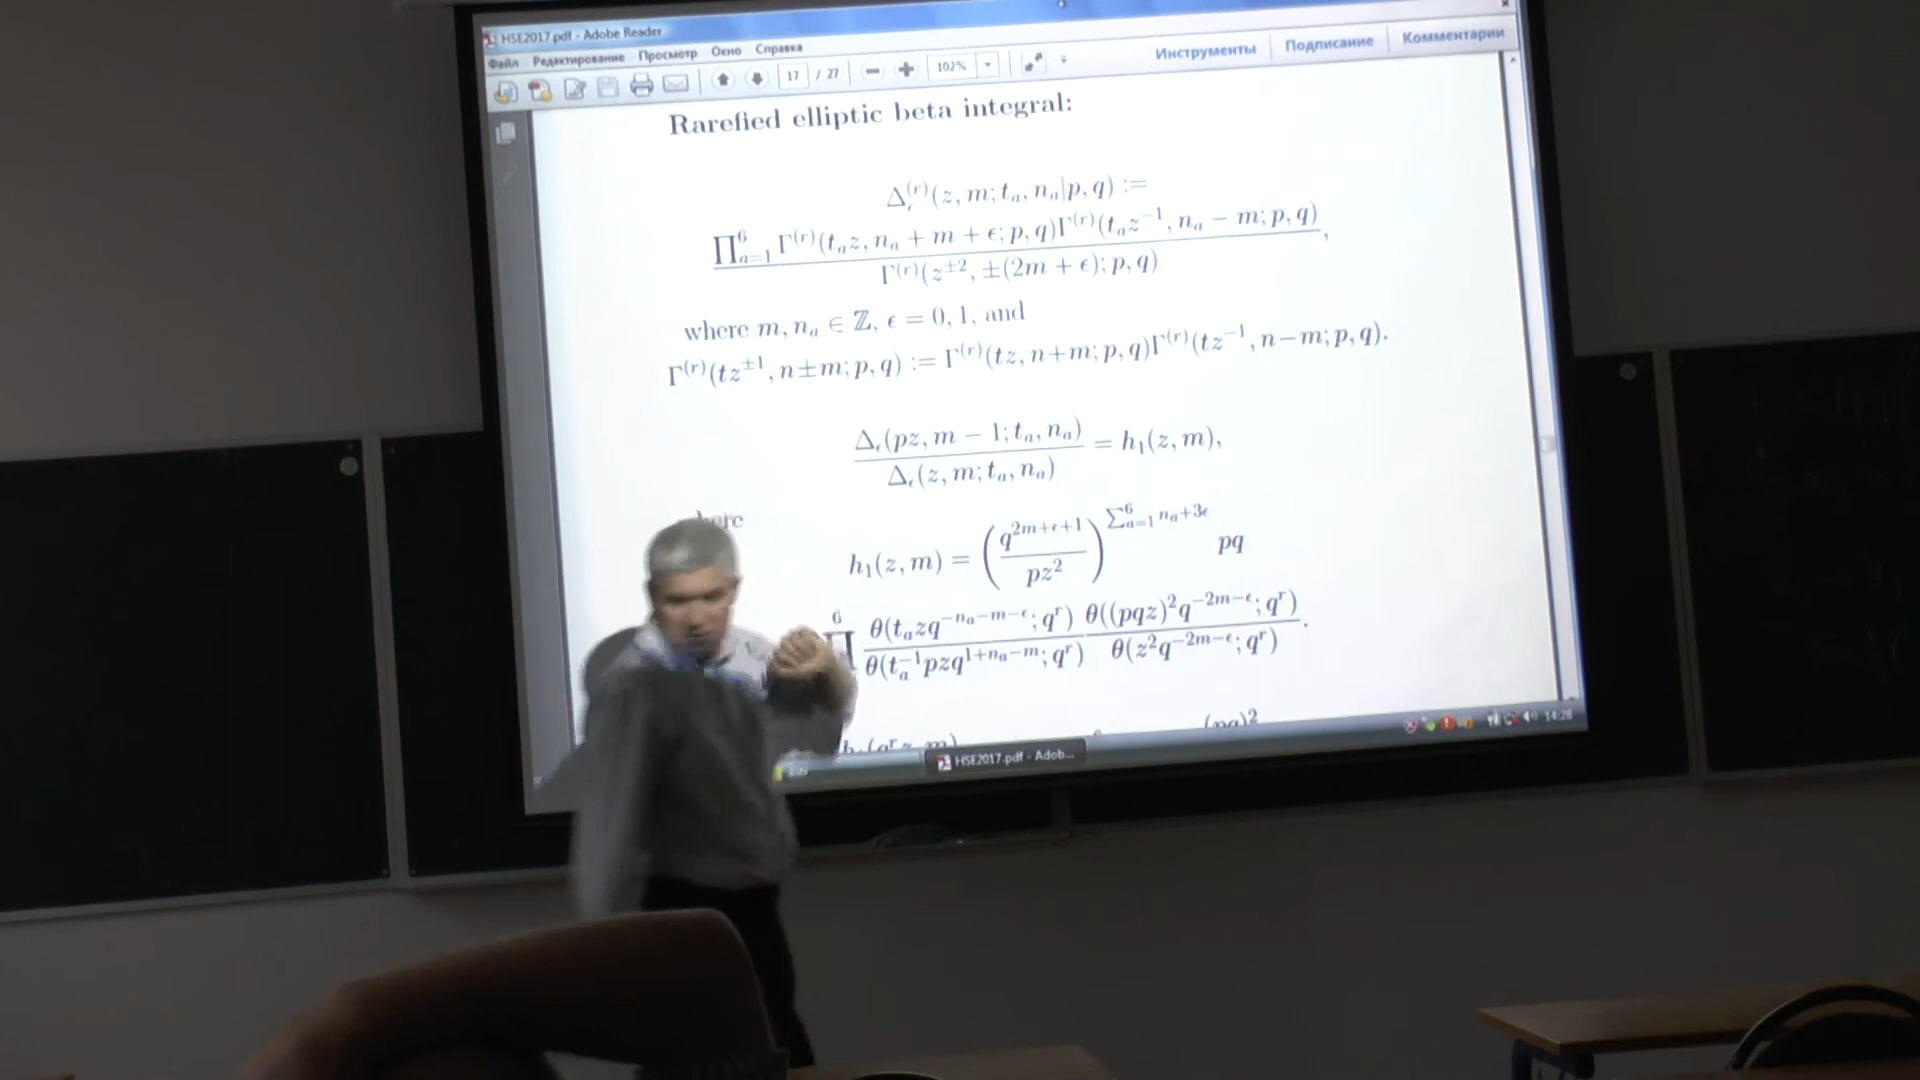 HSE2017.pdf - Adobe Reader
Файл Редактирование Просмотр Окно Справка
17 / 27 102% Инструменты Подписание Комментарии
Rarefied elliptic beta integral:
Δ_ϵ^{(r)}(z, m; t_a, n_a|p, q) :=
∏_{a=1}^6 Γ^{(r)}(t_a z, n_a + m + ϵ; p, q)Γ^{(r)}(t_a z^{-1}, n_a − m; p, q)
Γ^{(r)}(z^{±2}, ±(2m + ϵ); p, q) ,
where m, n_a ∈ ℤ, ϵ = 0, 1, and
Γ^{(r)}(tz^{±1}, n±m; p, q) := Γ^{(r)}(tz, n+m; p, q)Γ^{(r)}(tz^{-1}, n−m; p, q).
Δ_ϵ(pz, m − 1; t_a, n_a)
Δ_ϵ(z, m; t_a, n_a) = h_1(z, m),
h_1(z, m) = (q^{2m+ϵ+1} / pz^2)^{∑_{a=1}^6 n_a+3ϵ} pq
∏^6 θ(t_a zq^{-n_a-m-ϵ}; q^r) θ((pqz)^2 q^{-2m-ϵ}; q^r)
θ(t_a^{-1}pzq^{1+n_a-m}; q^r) θ(z^2 q^{-2m-ϵ}; q^r) .
(pq)^2
HSE2017.pdf - Adob...
14:28